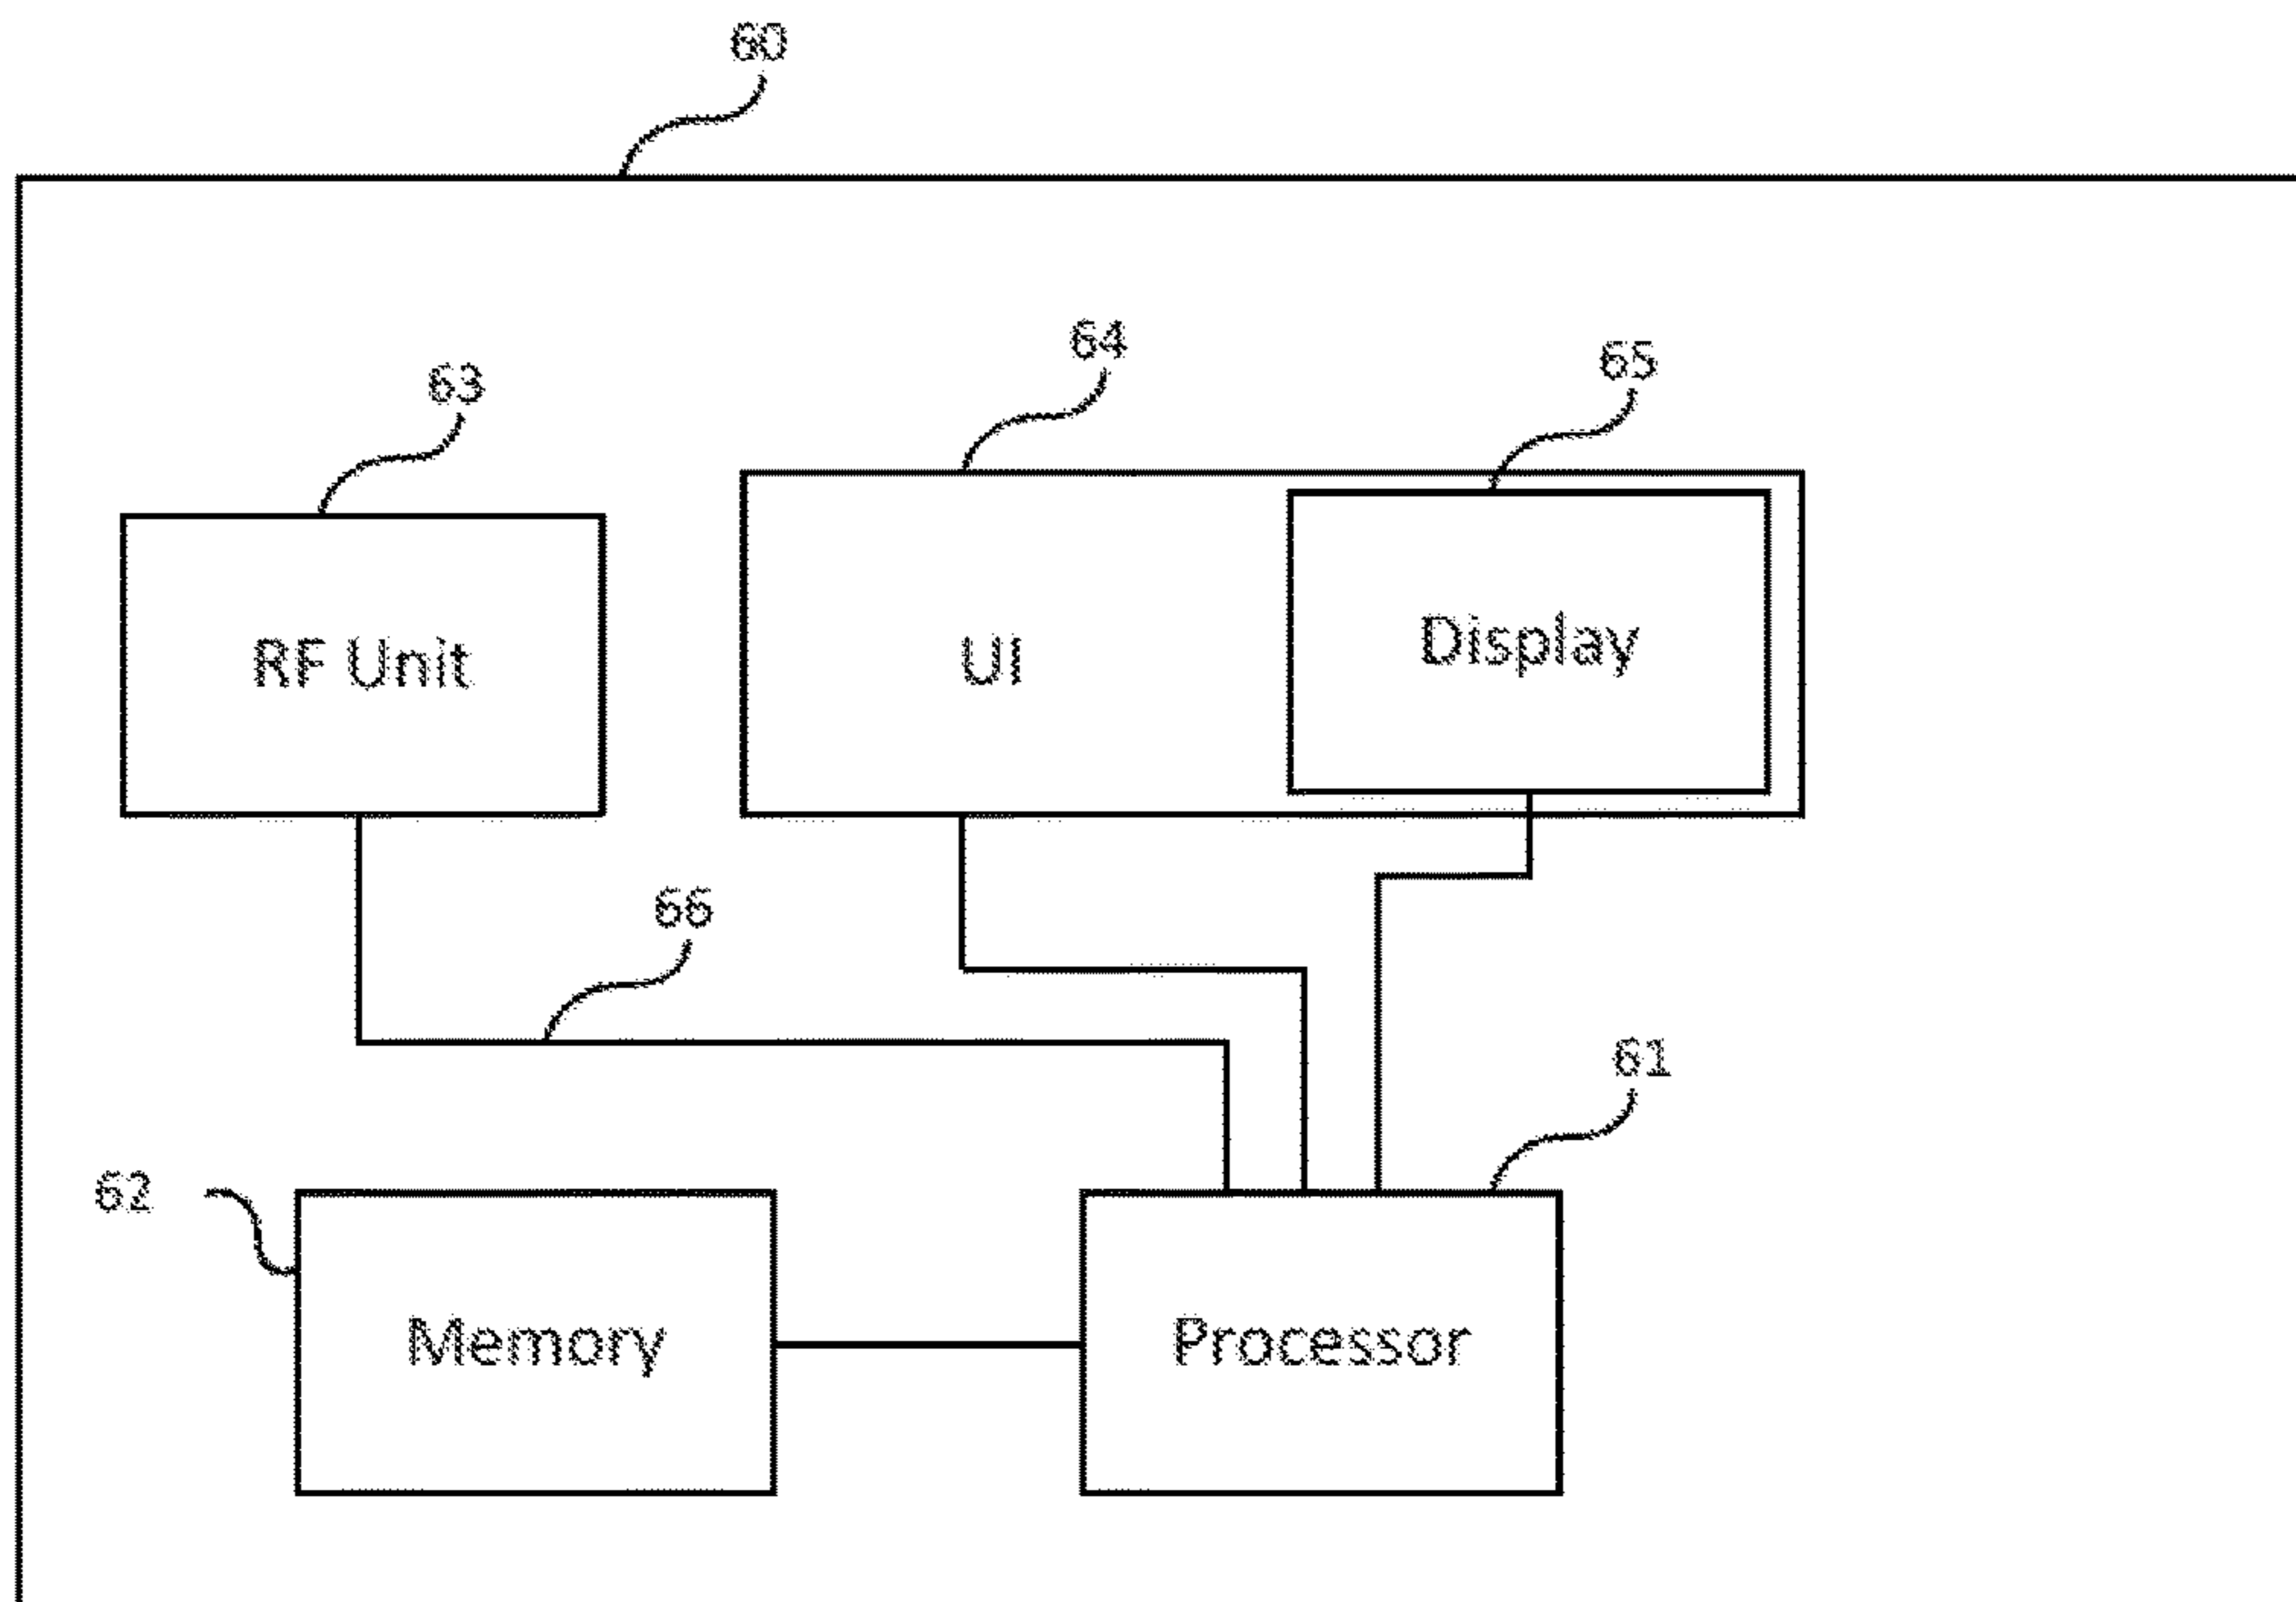 60
64
65
63
RF Unit
UI
Display
66
61
62
Memory
Processor